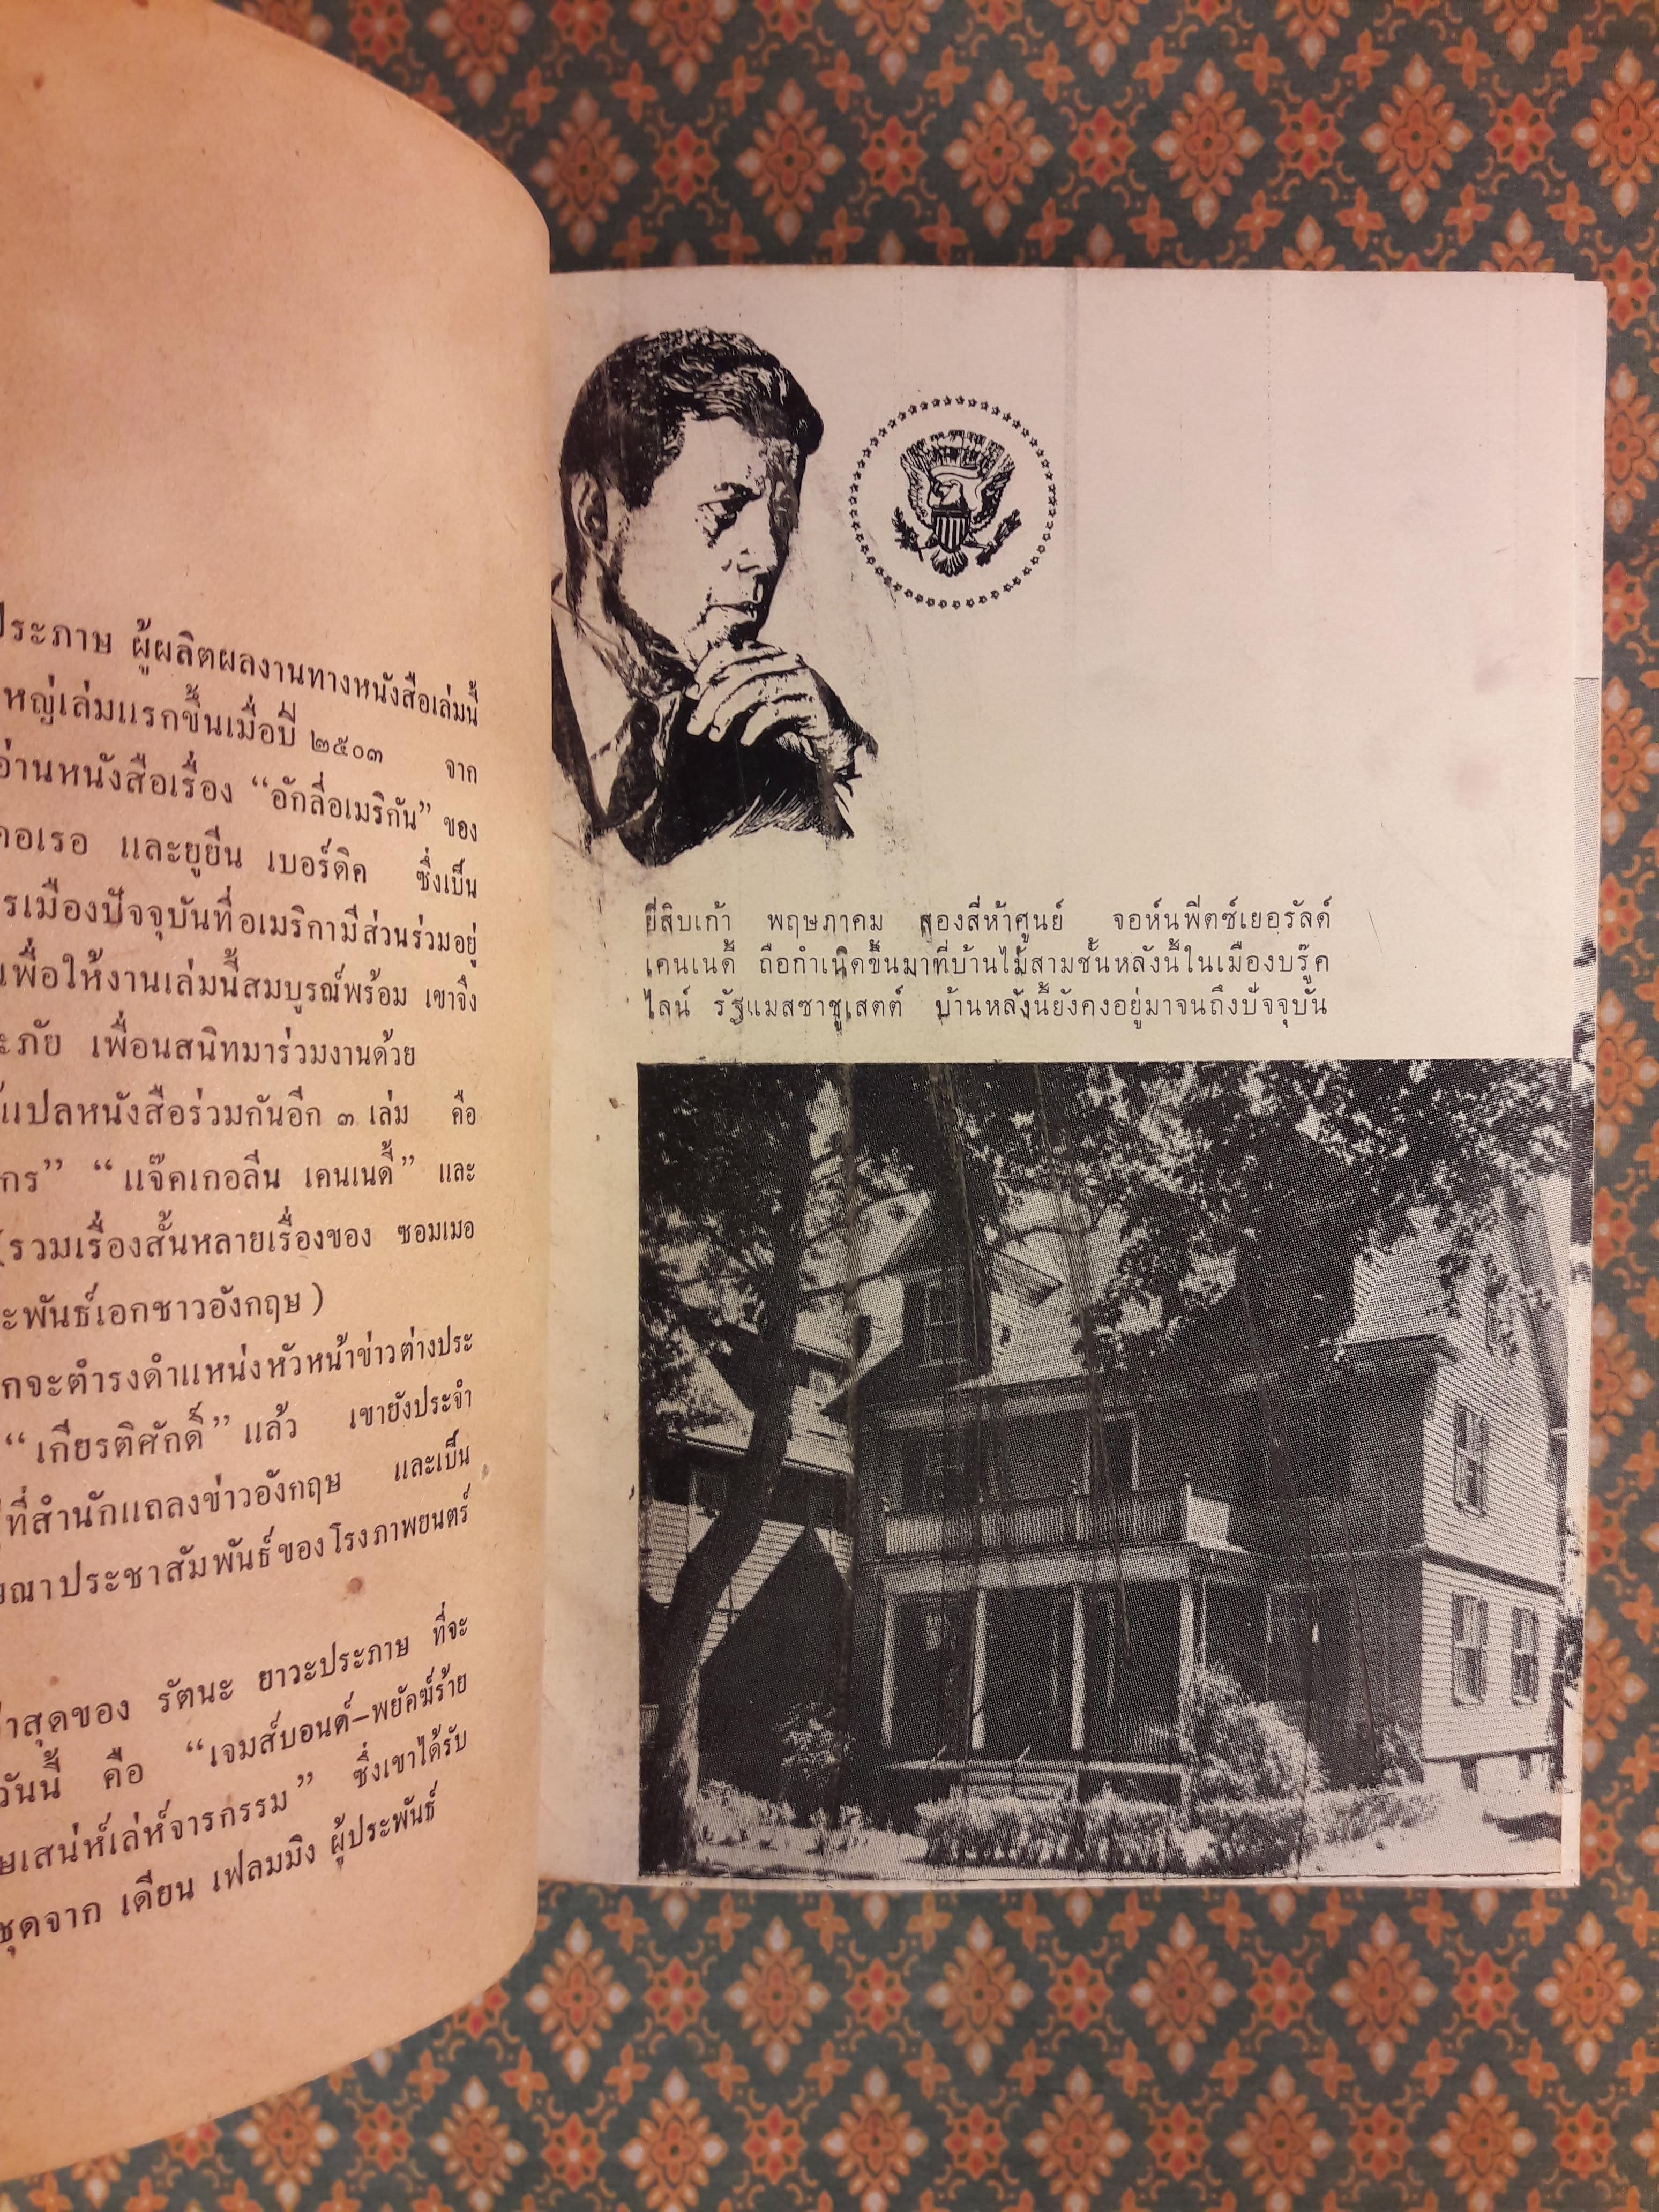 ประภาษ ผู้ผลิตผลงานทางหนังสือเล่มนี้
หญ่เล่มแรกขึ้นเมื่อปี ๒๕๐๓ จาก
อ่านหนังสือเรื่อง “อักลี่อเมริกัน” ของ
คอเรอ และยูยีน เบอร์ดิค ซึ่งเป็น
รเมืองปัจจุบันที่อเมริกามีส่วนร่วมอยู่
เพื่อให้งานเล่มนี้สมบูรณ์พร้อม เขาจึง
ะภัย เพื่อนสนิทมาร่วมงานด้วย
แปลหนังสือร่วมกันอีก ๓ เล่ม คือ
กร” “แจ๊คเกอลีน เคนเนดี้” และ
(รวมเรื่องสั้นหลายเรื่องของ ซอมเมอ
ะพันธ์เอกชาวอังกฤษ)
กจะดำรงตำแหน่งหัวหน้าข่าวต่างประ
“เกียรติศักดิ์” แล้ว เขายังประจำ
ที่สำนักแถลงข่าวอังกฤษ และเป็น
ษณาประชาสัมพันธ์ของโรงภาพยนตร์
าสุดของ รัตนะ ยาวะประภาษ ที่จะ
วันนี้ คือ “เจมส์บอนด์–พยัคฆ์ร้าย
ษเสน่ห์เล่ห์จารกรรม” ซึ่งเขาได้รับ
ชุดจาก เดียน เฟลมมิง ผู้ประพันธ์
ยี่สิบเก้า พฤษภาคม สองสี่ห้าศูนย์ จอห์นฟิตซ์เยอรัลด์
เคนเนดี้ ถือกำเนิดขึ้นมาที่บ้านไม้สามชั้นหลังนี้ในเมืองบรู๊ค
ไลน์ รัฐแมสซาชูเสตต์ บ้านหลังนี้ยังคงอยู่มาจนถึงปัจจุบัน